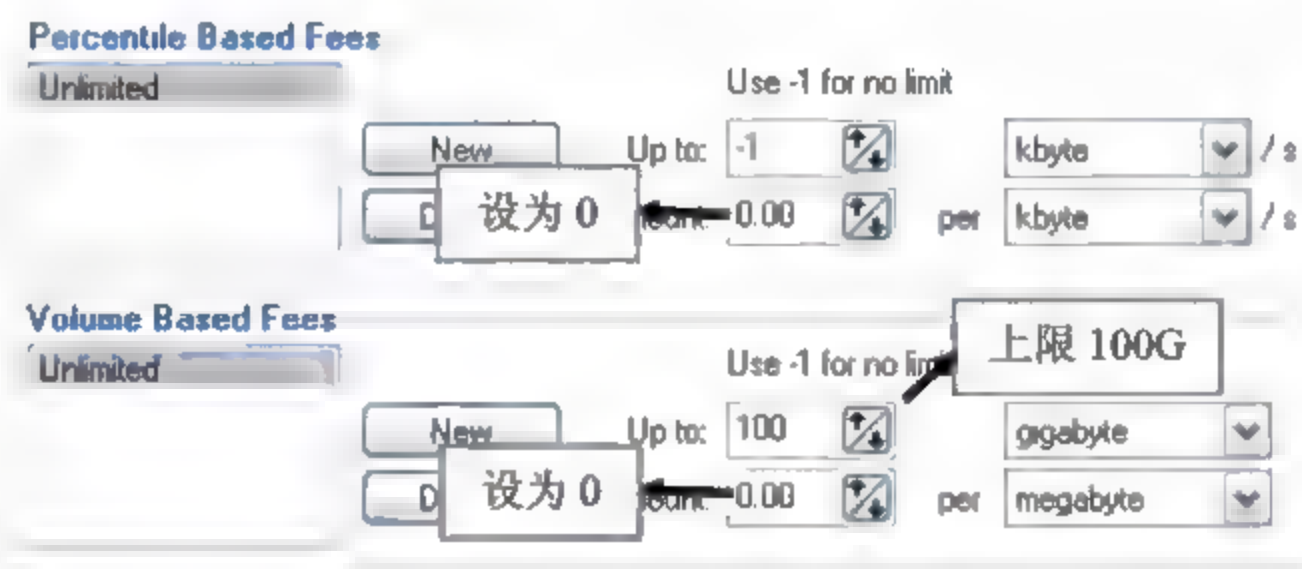 Percentile Based Fees
Unlimited
Use -1 for no limit
New
Up to: -1
kbyte / s
设为 0
0.00
per
kbyte / s
Volume Based Fees
Unlimited
Use -1 for no
上限 100G
New
Up to: 100
gigabyte
设为 0
0.00
per
megabyte